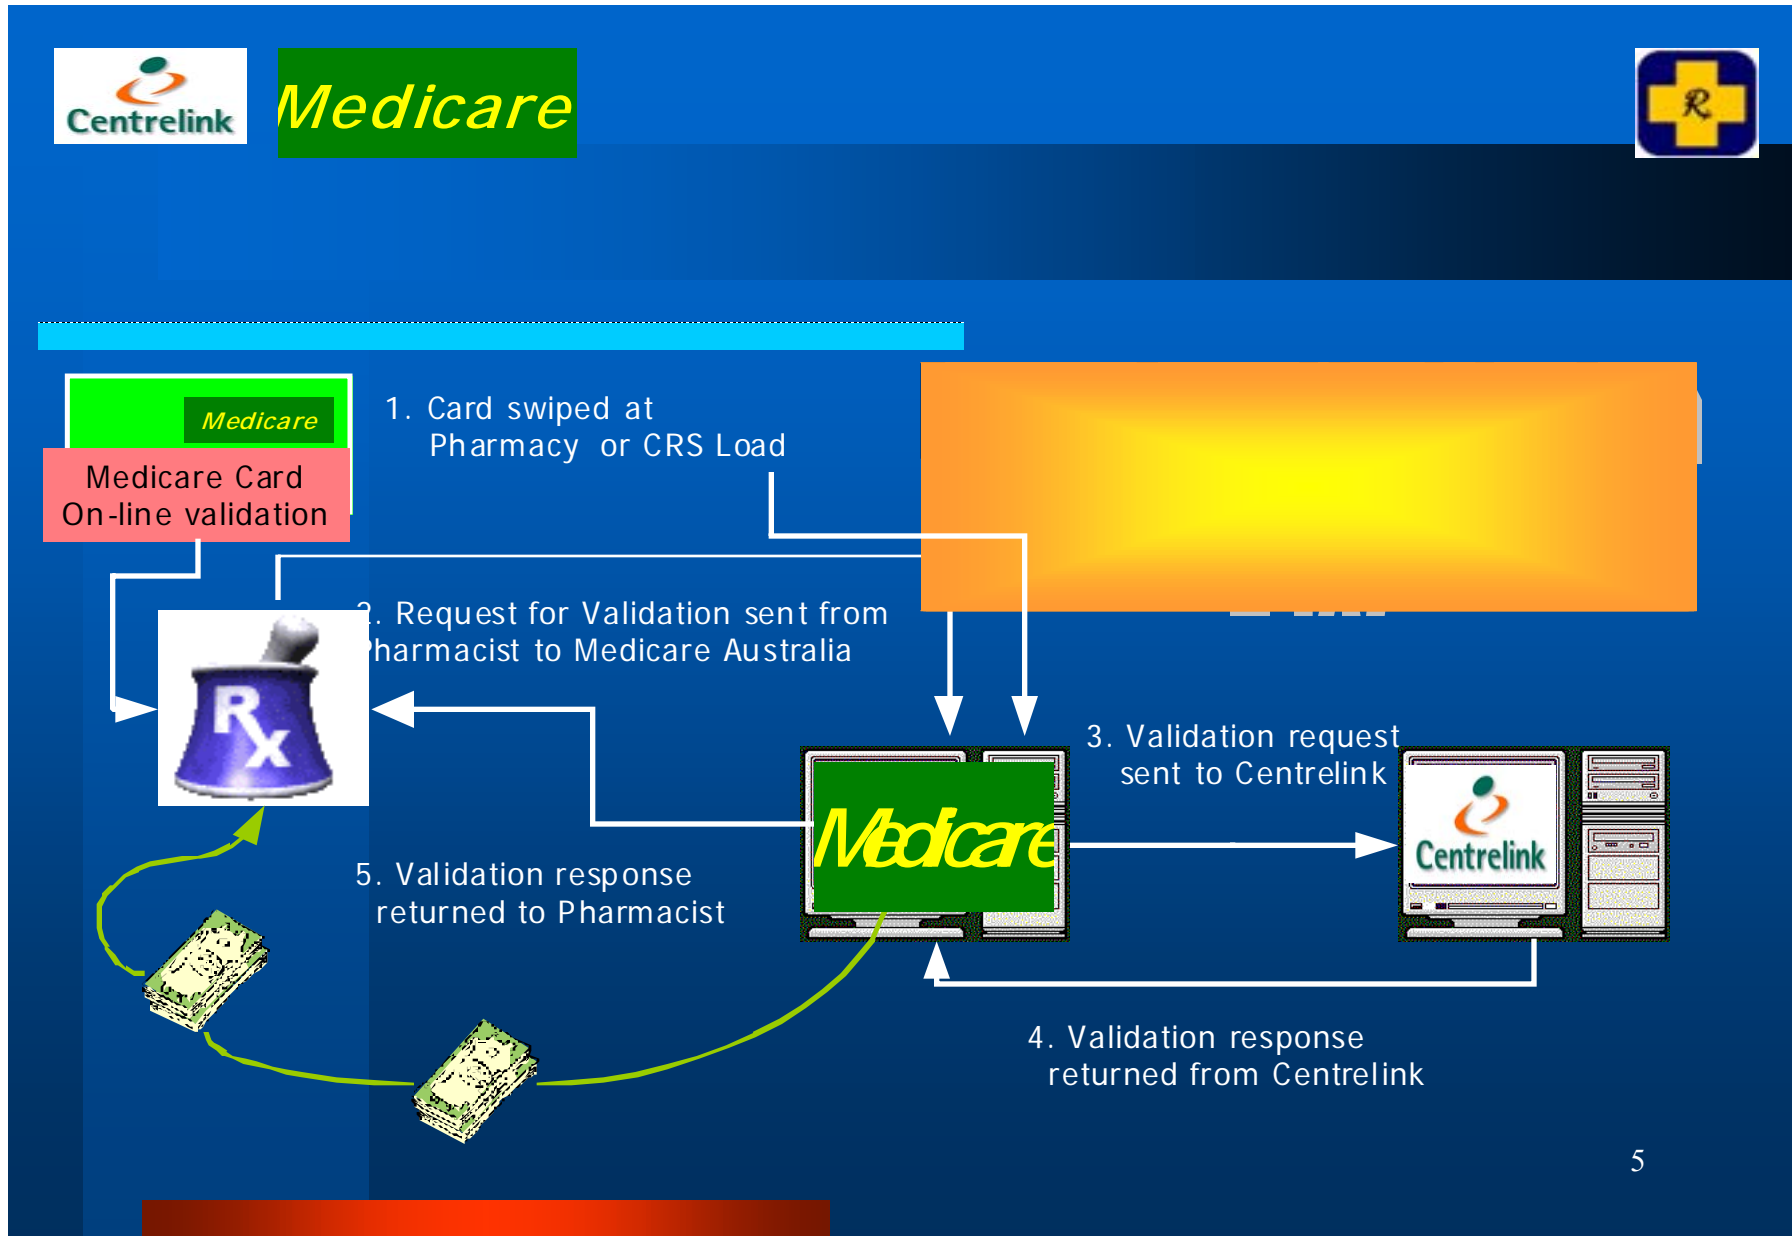 Centrelink
Medicare
R
Medicare
Medicare Card
On-line validation
1. Card swiped at
Pharmacy or CRS Load
2. Request for Validation sent from
Pharmacist to Medicare Australia
Rx
3. Validation request
sent to Centrelink
Medicare
Centrelink
5. Validation response
returned to Pharmacist
4. Validation response
returned from Centrelink
5